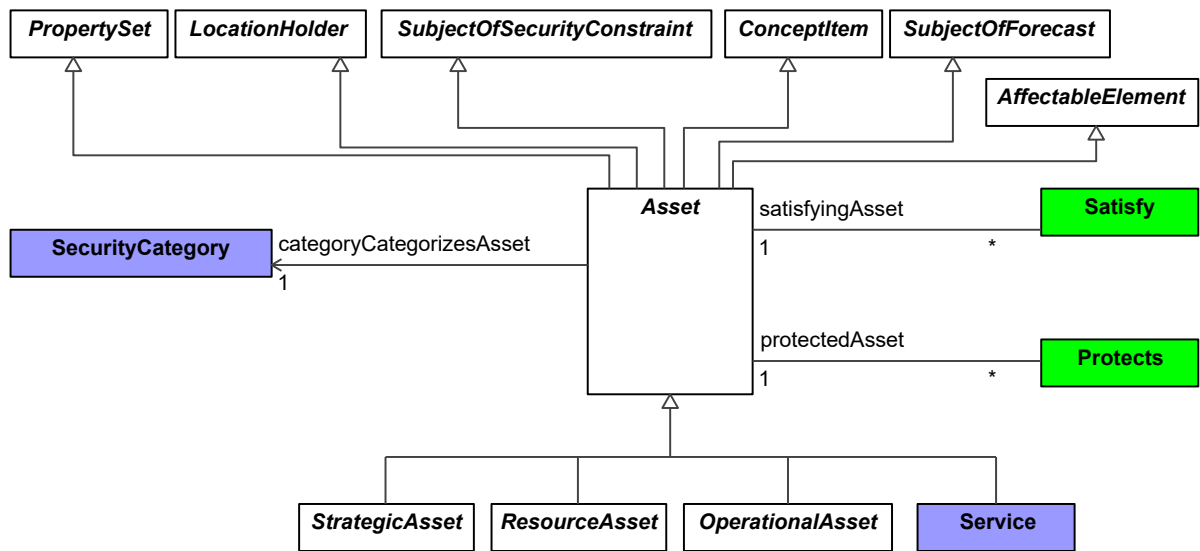 PropertySet
LocationHolder
SubjectOfSecurityConstraint
ConceptItem
SubjectOfForecast
AffectableElement
Asset
satisfyingAsset
Satisfy
1
*
SecurityCategory
categoryCategorizesAsset
1
protectedAsset
Protects
1
*
StrategicAsset
ResourceAsset
OperationalAsset
Service